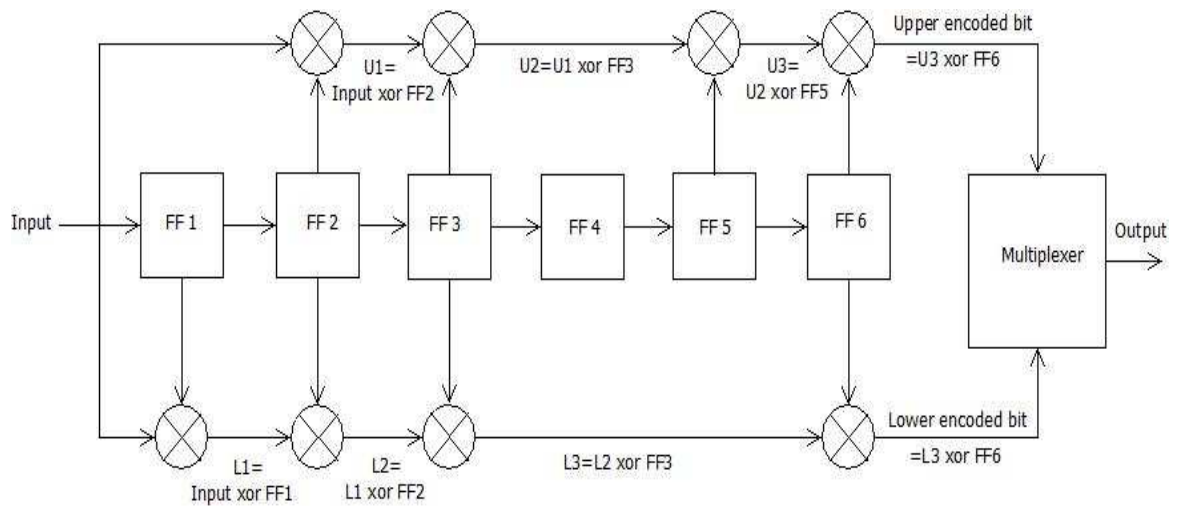 Upper encoded bit
=U3 xor FF6
U1=
Input xor FF2
U2=U1 xor FF3
U3=
U2 xor FF5
Input
FF 1
FF 2
FF 3
FF 4
FF 5
FF 6
Multiplexer
Output
L1=
Input xor FF1
L2=
L1 xor FF2
L3=L2 xor FF3
Lower encoded bit
=L3 xor FF6